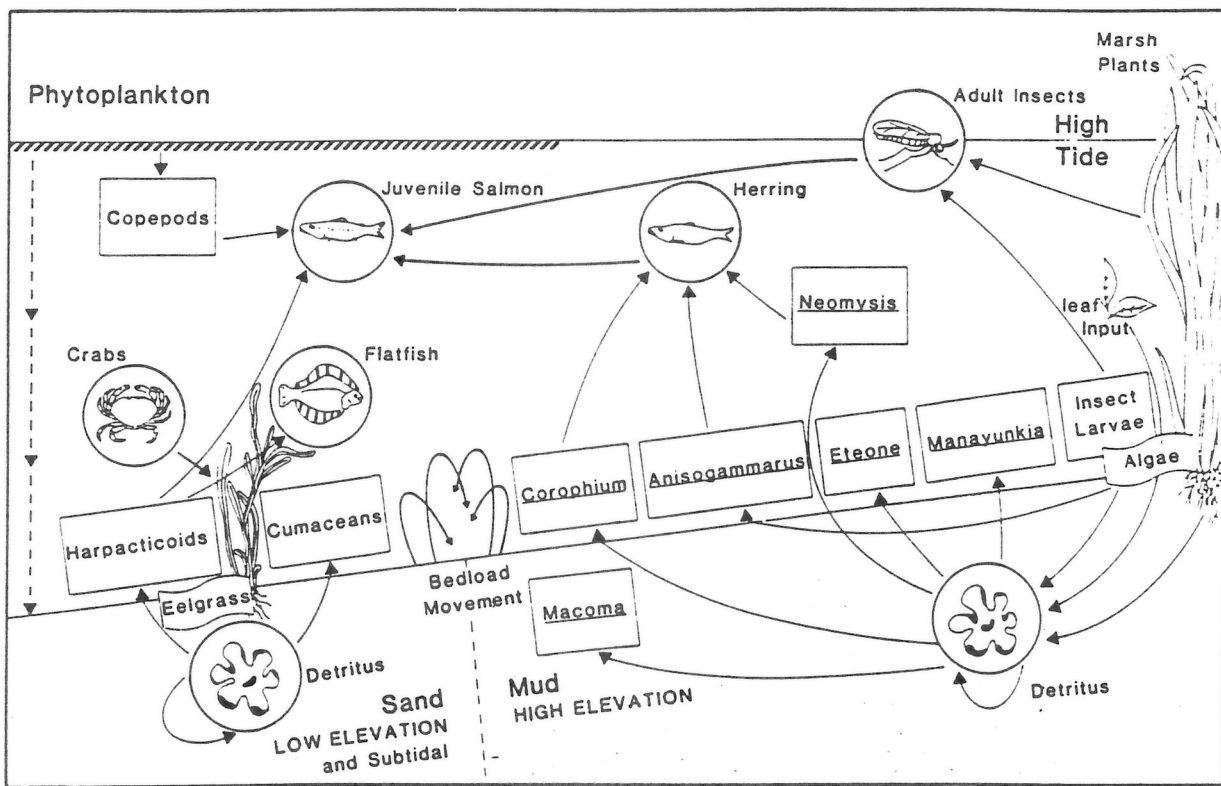 Marsh
Plants
Phytoplankton
Adult Insects
High
Tide
Juvenile Salmon
Herring
Copepods
Neomysis
leaf
Input
Crabs
Flatfish
Insect
Larvae
Manayunkia
Eteone
Anisogammarus
Corophium
Algae
Harpacticoids
Cumaceans
Eelgrass
Bedload
Movement
Macoma
Detritus
Sand
LOW ELEVATION
and Subtidal
Mud
HIGH ELEVATION
Detritus